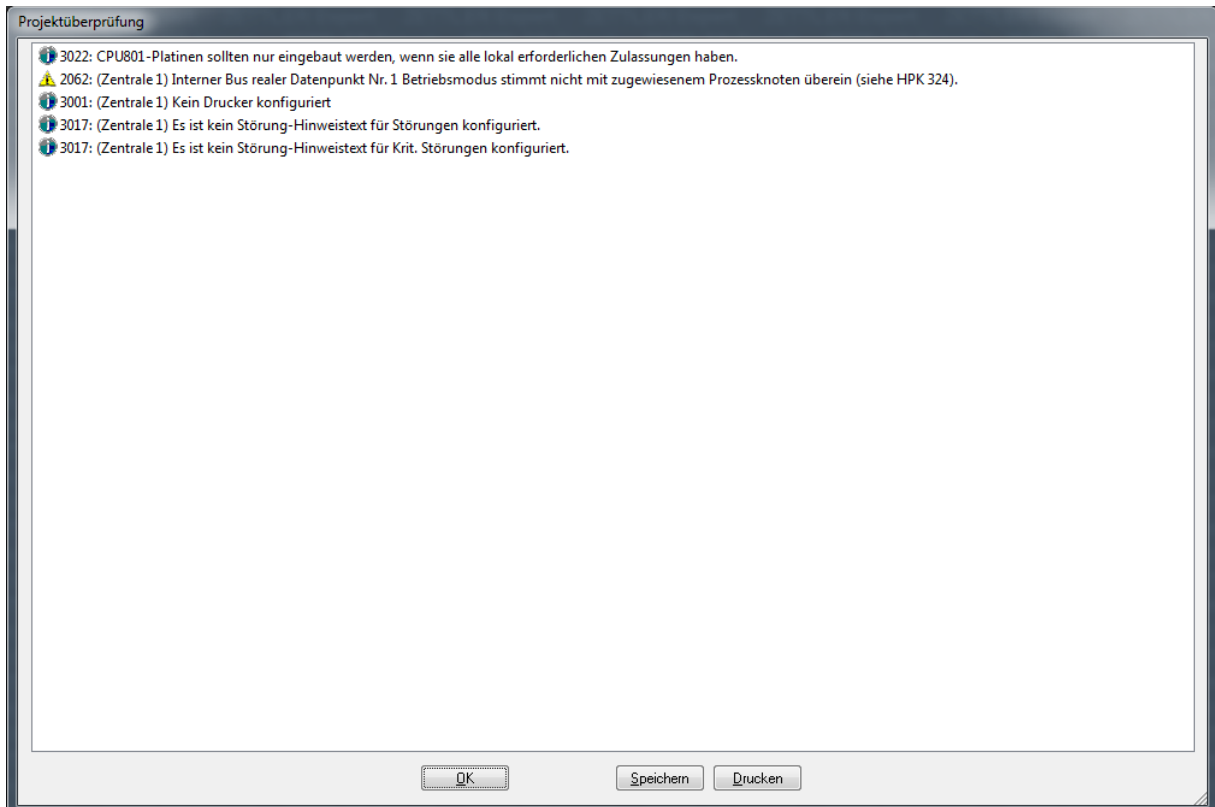 Projektüberprüfung
3022: CPU801-Platinen sollten nur eingebaut werden, wenn sie alle lokal erforderlichen Zulassungen haben.
2062: (Zentrale 1) Interner Bus realer Datenpunkt Nr. 1 Betriebsmodus stimmt nicht mit zugewiesenem Prozessknoten überein (siehe HPK 324).
3001: (Zentrale 1) Kein Drucker konfiguriert
3017: (Zentrale 1) Es ist kein Störung-Hinweistext für Störungen konfiguriert.
3017: (Zentrale 1) Es ist kein Störung-Hinweistext für Krit. Störungen konfiguriert.
OK Speichern Drucken